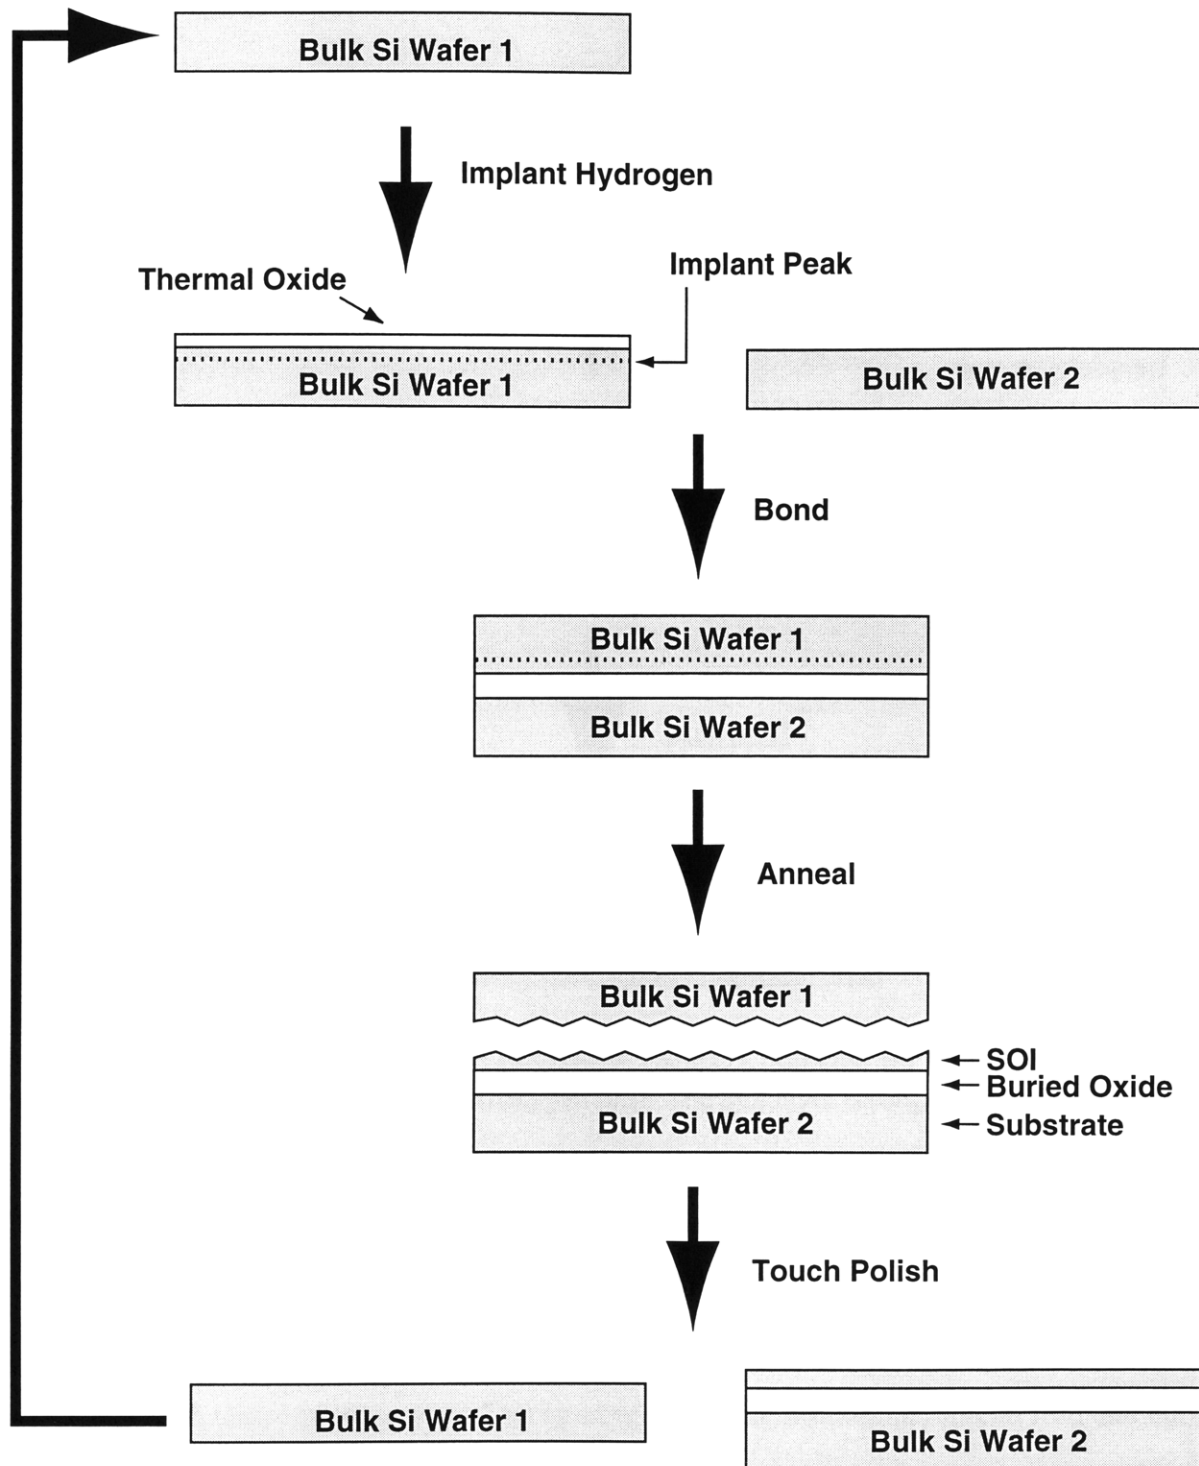 Bulk Si Wafer 1
Implant Hydrogen
Thermal Oxide
Implant Peak
Bulk Si Wafer 1
Bulk Si Wafer 2
Bond
Bulk Si Wafer 1
Bulk Si Wafer 2
Anneal
Bulk Si Wafer 1
SOI
Buried Oxide
Bulk Si Wafer 2
Substrate
Touch Polish
Bulk Si Wafer 1
Bulk Si Wafer 2